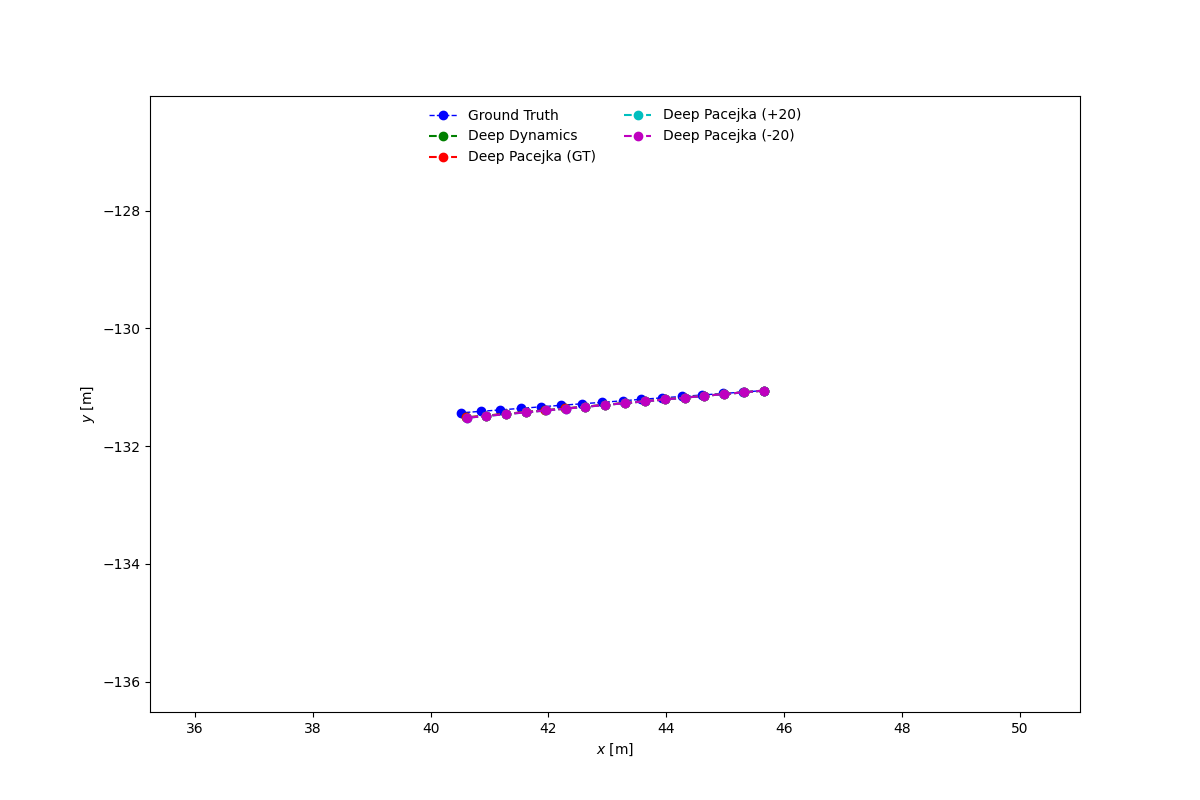 Ground Truth
Deep Dynamics
Deep Pacejka (GT)
Deep Pacejka (+20)
Deep Pacejka (-20)
−128
−130
−132
−134
−136
y [m]
36 38 40 42 44 46 48 50
x [m]